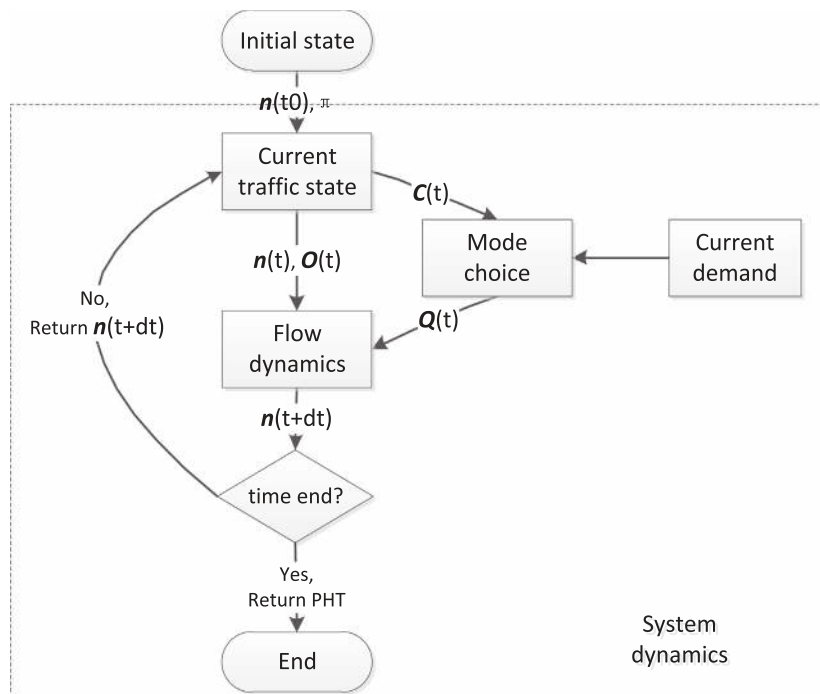 Initial state
n(t0), π
Current
traffic state
C(t)
Mode
choice
Current
demand
n(t), O(t)
No,
Return n(t+dt)
Q(t)
Flow
dynamics
n(t+dt)
time end?
Yes,
Return PHT
End
System
dynamics